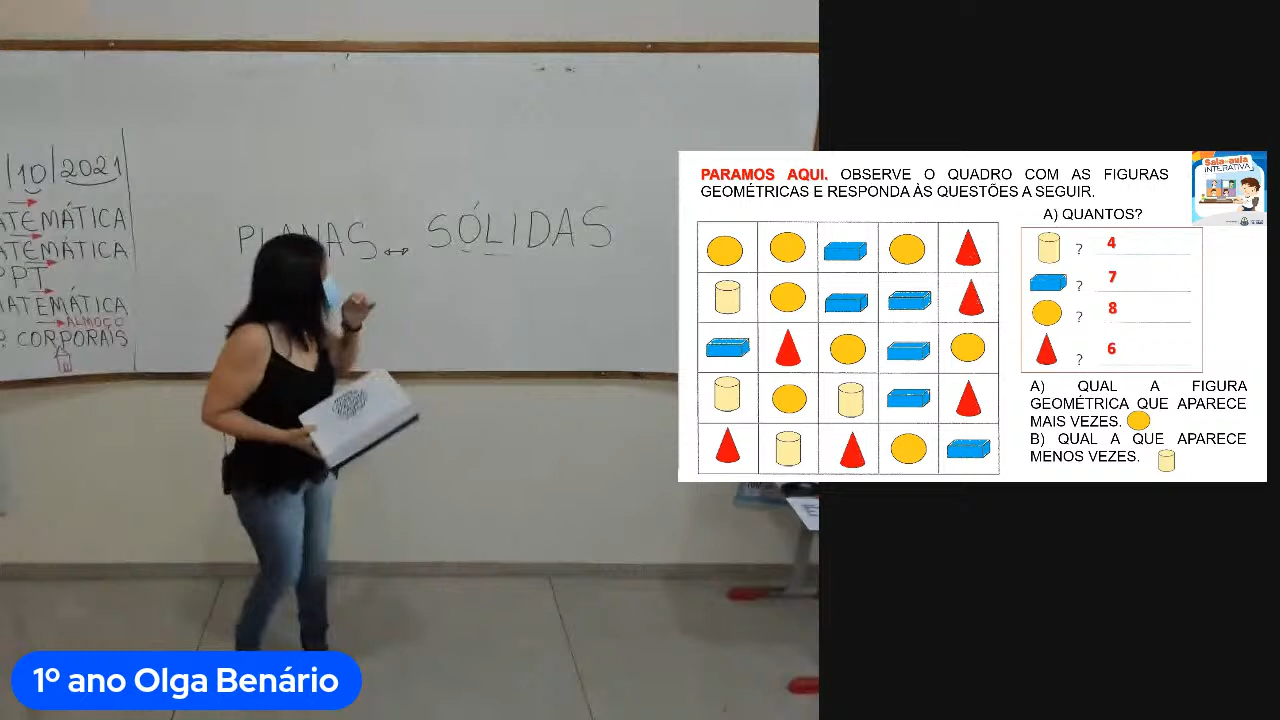 /10/2021
ATEMÁTICA
ATEMÁTICA
PPT
MATEMÁTICA
ALMOÇO
CORPORAIS
PLANAS ↔ SÓLIDAS
PARAMOS AQUI. OBSERVE O QUADRO COM AS FIGURAS
GEOMÉTRICAS E RESPONDA ÀS QUESTÕES A SEGUIR.
Sala de aula
INTERATIVA
A) QUANTOS?
? 4
? 7
? 8
? 6
A) QUAL A FIGURA
GEOMÉTRICA QUE APARECE
MAIS VEZES.
B) QUAL A QUE APARECE
MENOS VEZES.
1º ano Olga Benário